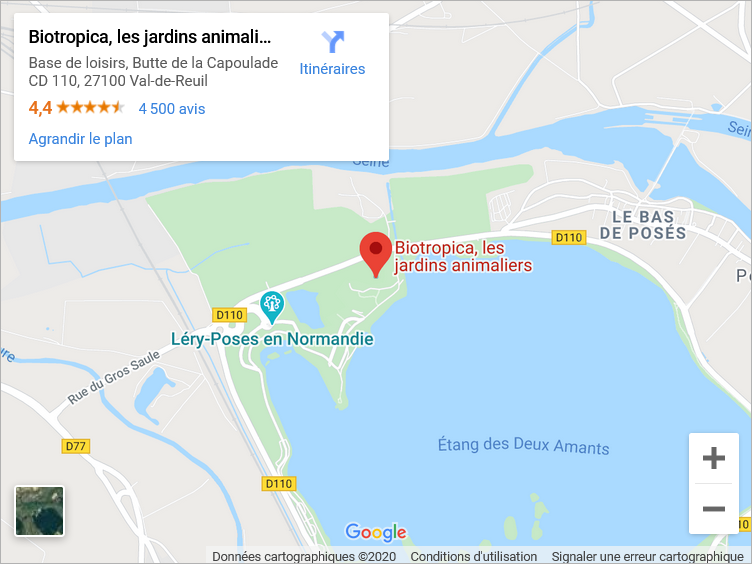 Biotropica, les jardins animali...
Base de loisirs, Butte de la Capoulade
CD 110, 27100 Val-de-Reuil
Itinéraires
4,4
4 500 avis
Agrandir le plan
Seine
LE BAS
DE POSÉS
D110
Biotropica, les
jardins animaliers
D110
Léry-Poses en Normandie
Rue du Gros Saule
D77
Étang des Deux Amants
D110
Google
Données cartographiques ©2020
Conditions d'utilisation
Signaler une erreur cartographique